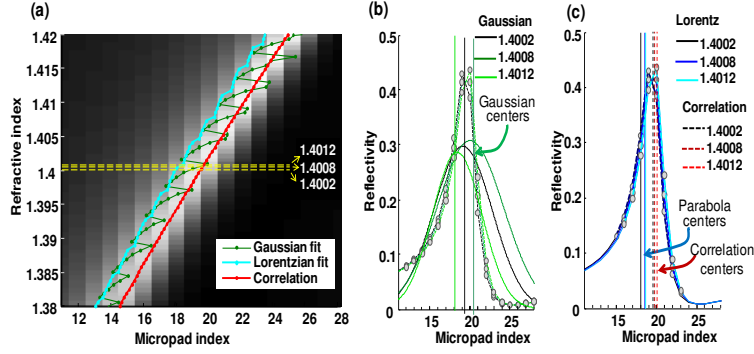 (a)
1.42
1.415
1.41
1.405
1.4
1.395
1.39
1.385
1.38
Refractive index
1.4012
1.4008
1.4002
Gaussian fit
Lorentzian fit
Correlation
12 14 16 18 20 22 24 26 28
Micropad index
(b)
0.5
0.4
0.3
0.2
0.1
0
Reflectivity
Gaussian
1.4002
1.4008
1.4012
Gaussian
centers
15 20 25
Micropad index
(c)
0.5
0.4
0.3
0.2
0.1
0
Reflectivity
Lorentz
1.4002
1.4008
1.4012
Correlation
1.4002
1.4008
1.4012
Parabola
centers
Correlation
centers
15 20 25
Micropad index